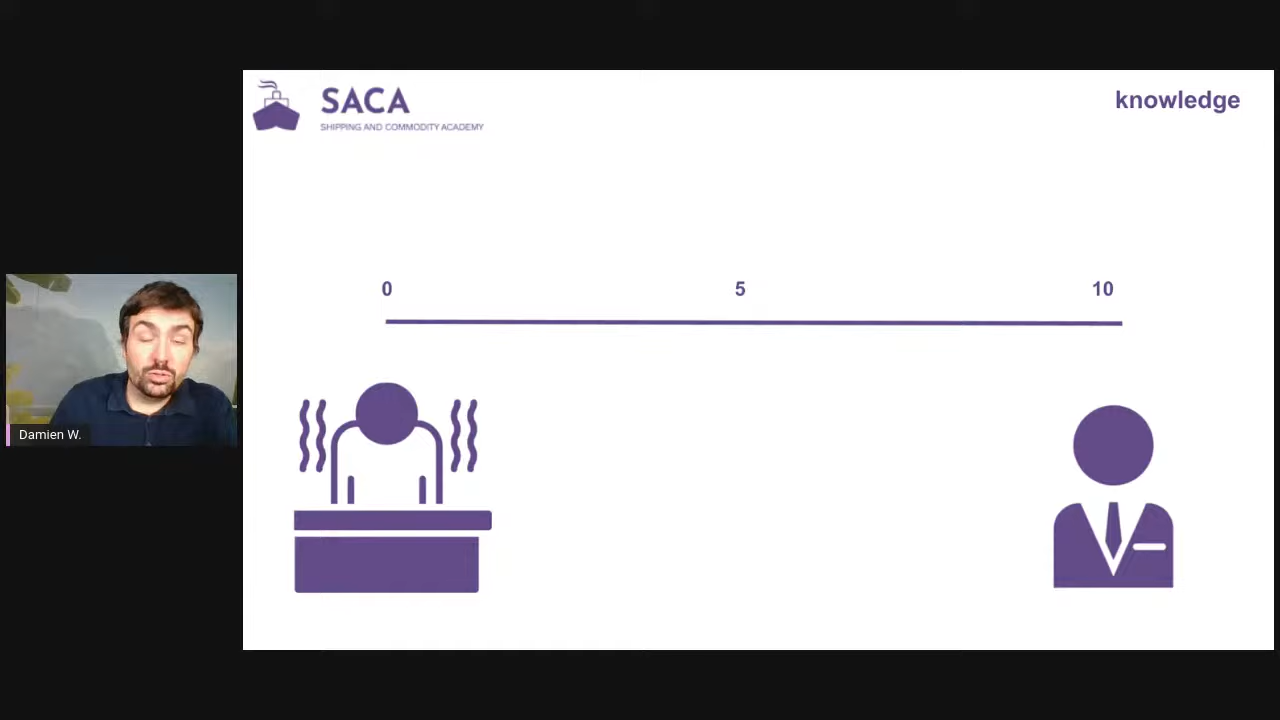 SACA
SHIPPING AND COMMODITY ACADEMY
knowledge
0 5 10
Damien W.